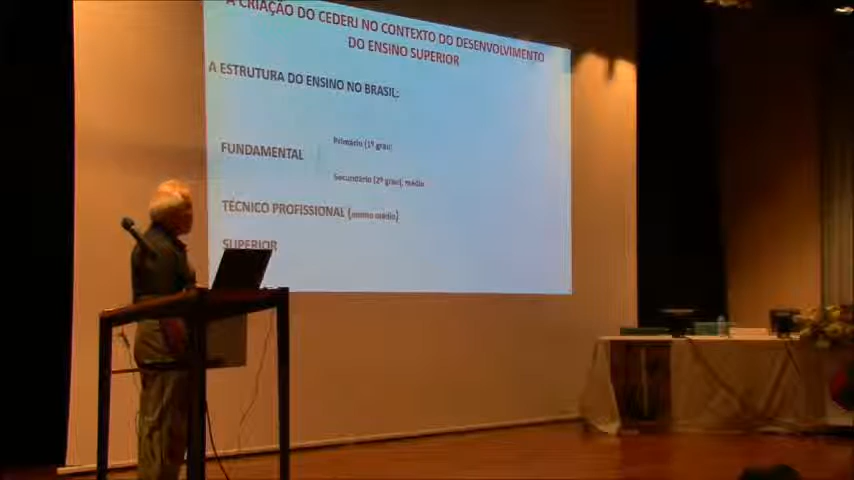 A CRIAÇÃO DO CEDERJ NO CONTEXTO DO DESENVOLVIMENTO
DO ENSINO SUPERIOR
A ESTRUTURA DO ENSINO NO BRASIL:
Primário (1º grau)
FUNDAMENTAL
Secundário (2º grau), médio
TÉCNICO PROFISSIONAL (ensino médio)
SUPERIOR